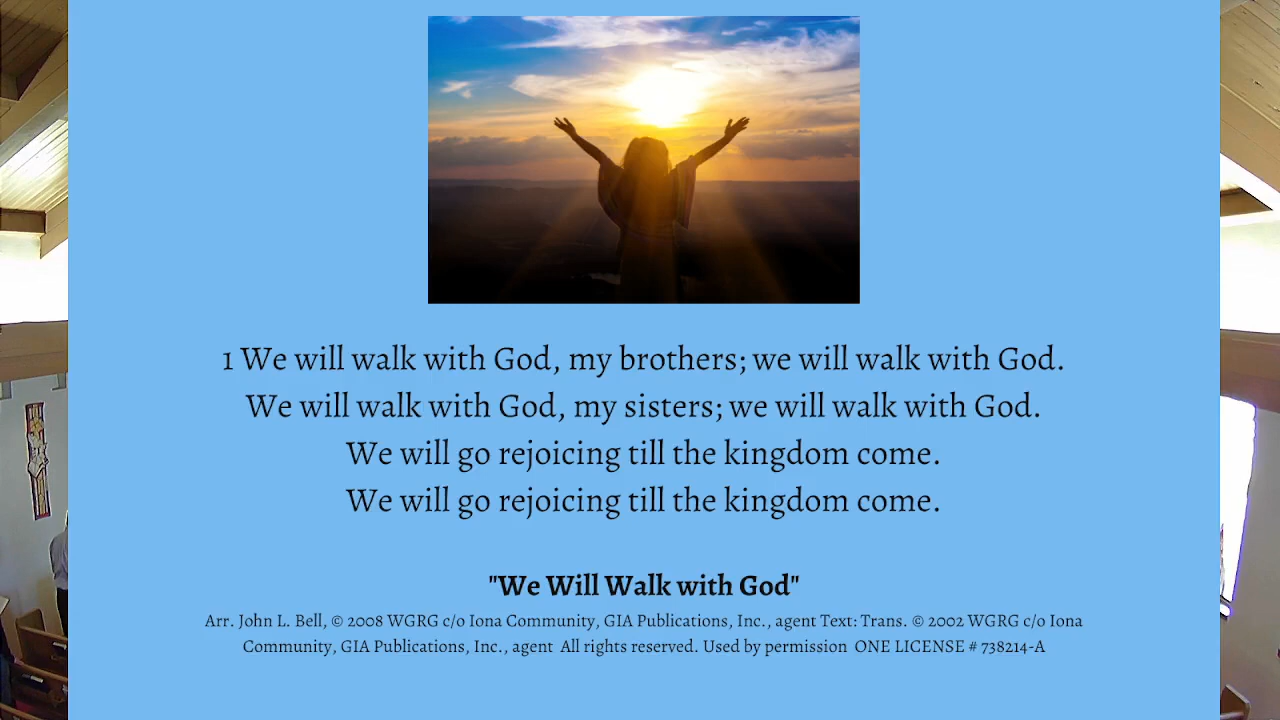 1 We will walk with God, my brothers; we will walk with God.
We will walk with God, my sisters; we will walk with God.
We will go rejoicing till the kingdom come.
We will go rejoicing till the kingdom come.
"We Will Walk with God"
Arr. John L. Bell, © 2008 WGRG c/o Iona Community, GIA Publications, Inc., agent Text: Trans. © 2002 WGRG c/o Iona
Community, GIA Publications, Inc., agent  All rights reserved. Used by permission  ONE LICENSE # 738214-A